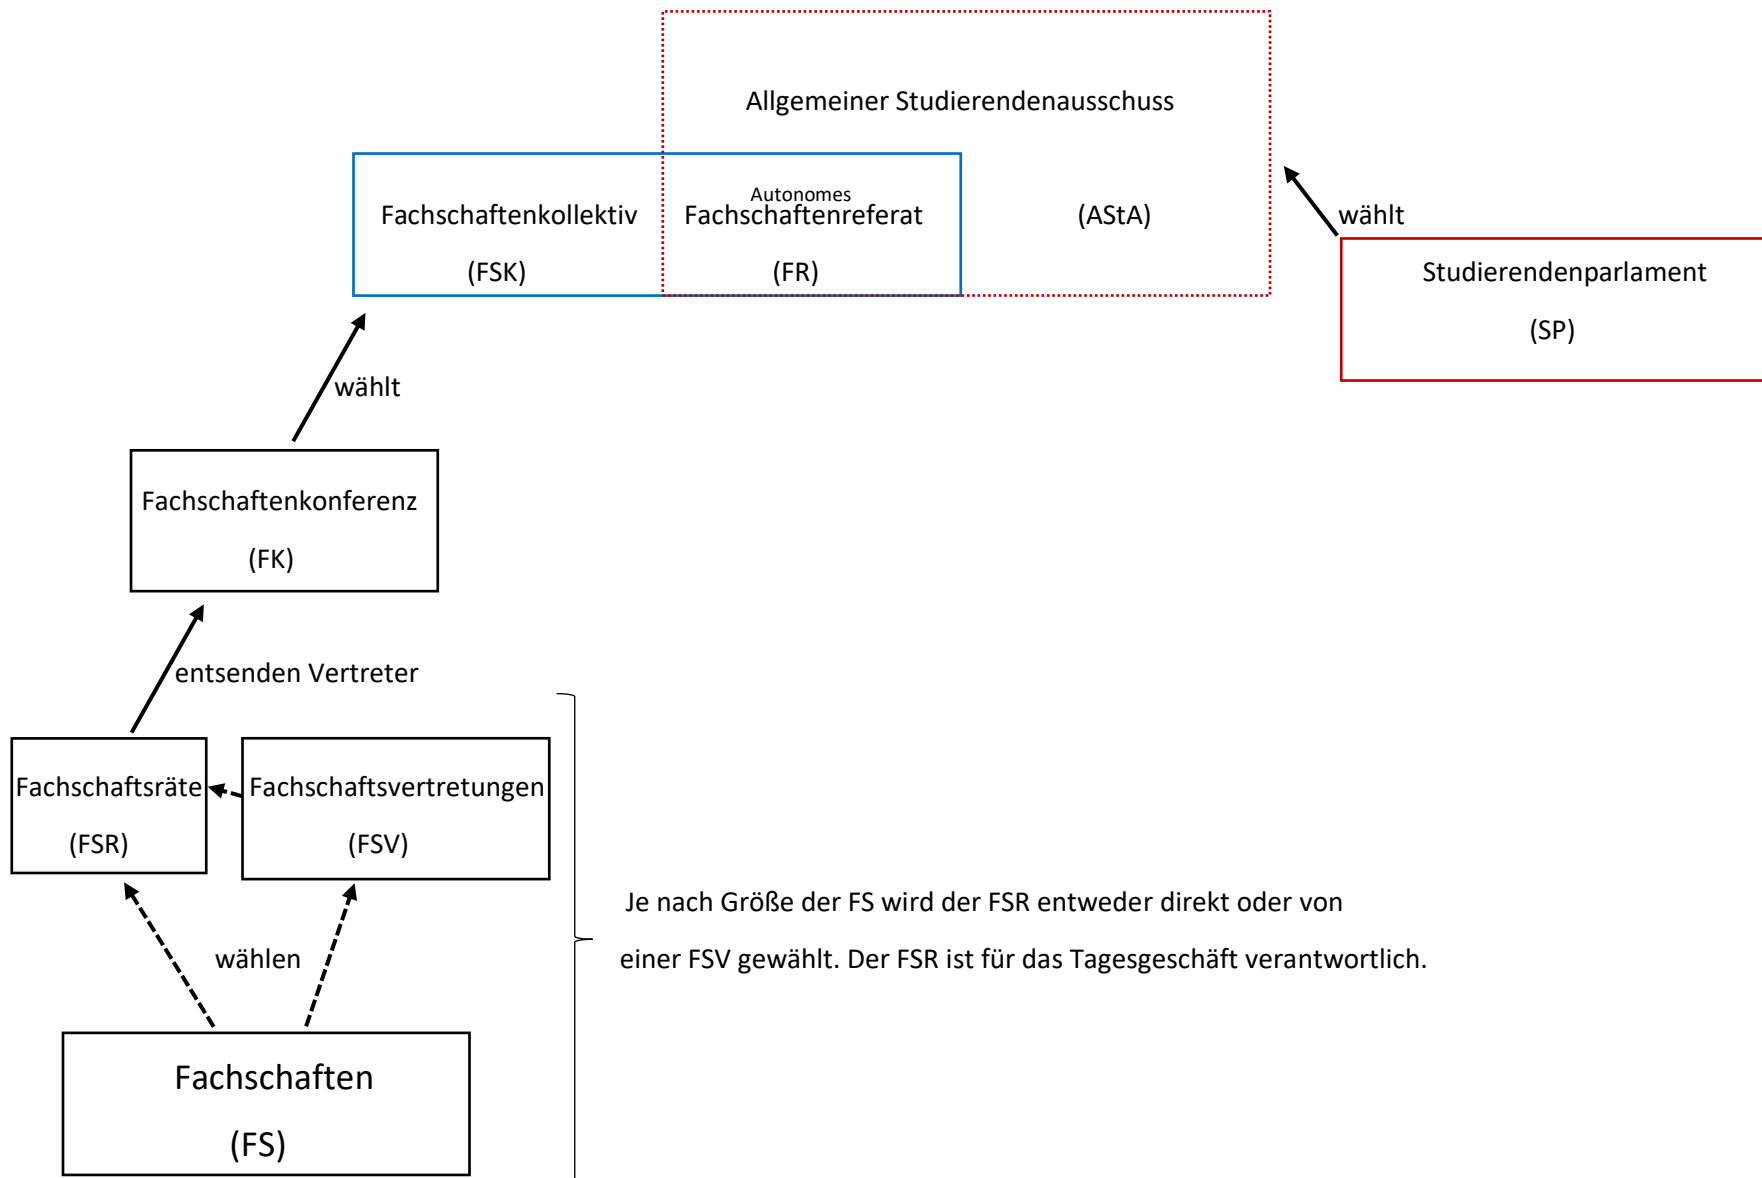 Allgemeiner Studierendenausschuss
Autonomes
Fachschaftenkollektiv
Fachschaftenreferat
(AStA)
wählt
(FSK)
(FR)
Studierendenparlament
(SP)
wählt
Fachschaftenkonferenz
(FK)
entsenden Vertreter
Fachschaftsräte
Fachschaftsvertretungen
(FSR)
(FSV)
Je nach Größe der FS wird der FSR entweder direkt oder von
einer FSV gewählt. Der FSR ist für das Tagesgeschäft verantwortlich.
wählen
Fachschaften
(FS)